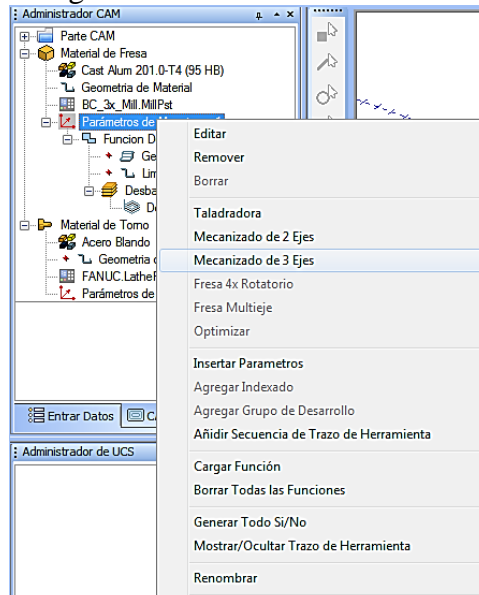 Administrador CAM
Parte CAM
Material de Fresa
Cast Alum 201.0-T4 (95 HB)
Geometria de Material
BC_3x_Mill.MillPst
Parámetros de
Funcion D
Ge
Lim
Desba
De
Material de Torno
Acero Blando
Geometria
FANUC.Lathe
Parámetros de
Entrar Datos
Administrador de UCS
Editar
Remover
Borrar
Taladradora
Mecanizado de 2 Ejes
Mecanizado de 3 Ejes
Fresa 4x Rotatorio
Fresa Multieje
Optimizar
Insertar Parametros
Agregar Indexado
Agregar Grupo de Desarrollo
Añidir Secuencia de Trazo de Herramienta
Cargar Función
Borrar Todas las Funciones
Generar Todo Si/No
Mostrar/Ocultar Trazo de Herramienta
Renombrar